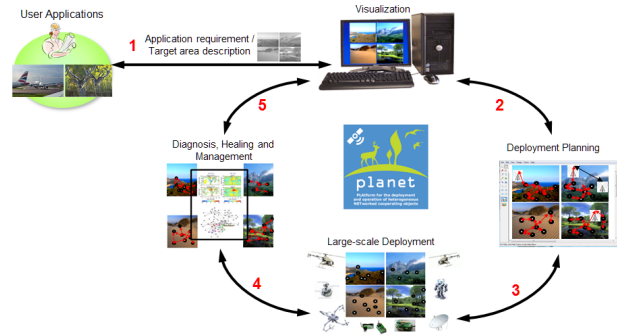 User Applications
Visualization
1
Application requirement /
Target area description
5
2
Diagnosis, Healing and
Management
Deployment Planning
planet
PLAtform for the deployment
and operation of heterogeneous
NETworked cooperating objects
Large-scale Deployment
4
3